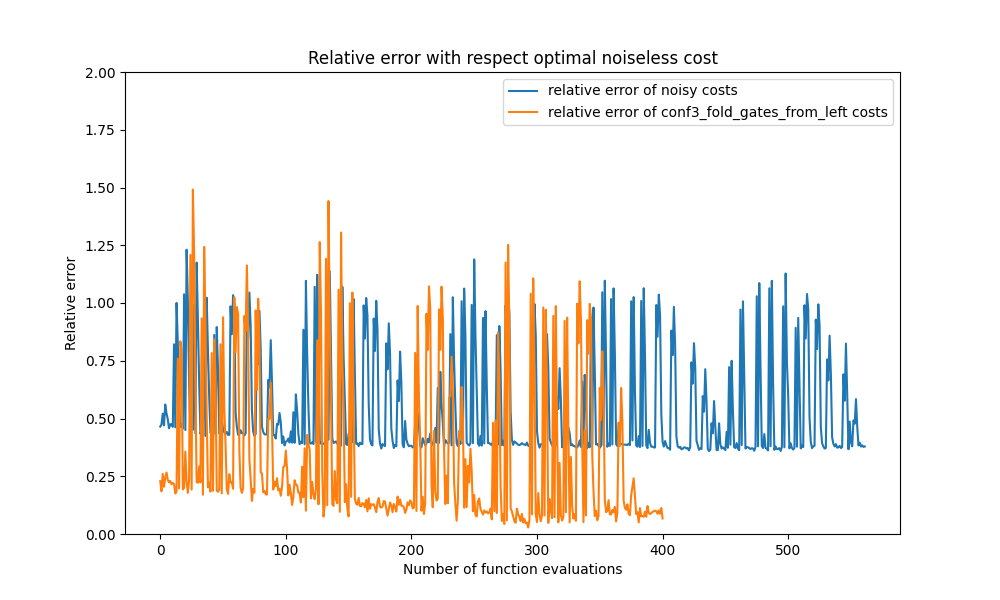 Relative error with respect optimal noiseless cost
relative error of noisy costs
relative error of conf3_fold_gates_from_left costs
2.00
1.75
1.50
1.25
1.00
0.75
0.50
0.25
0.00
Relative error
0 100 200 300 400 500
Number of function evaluations